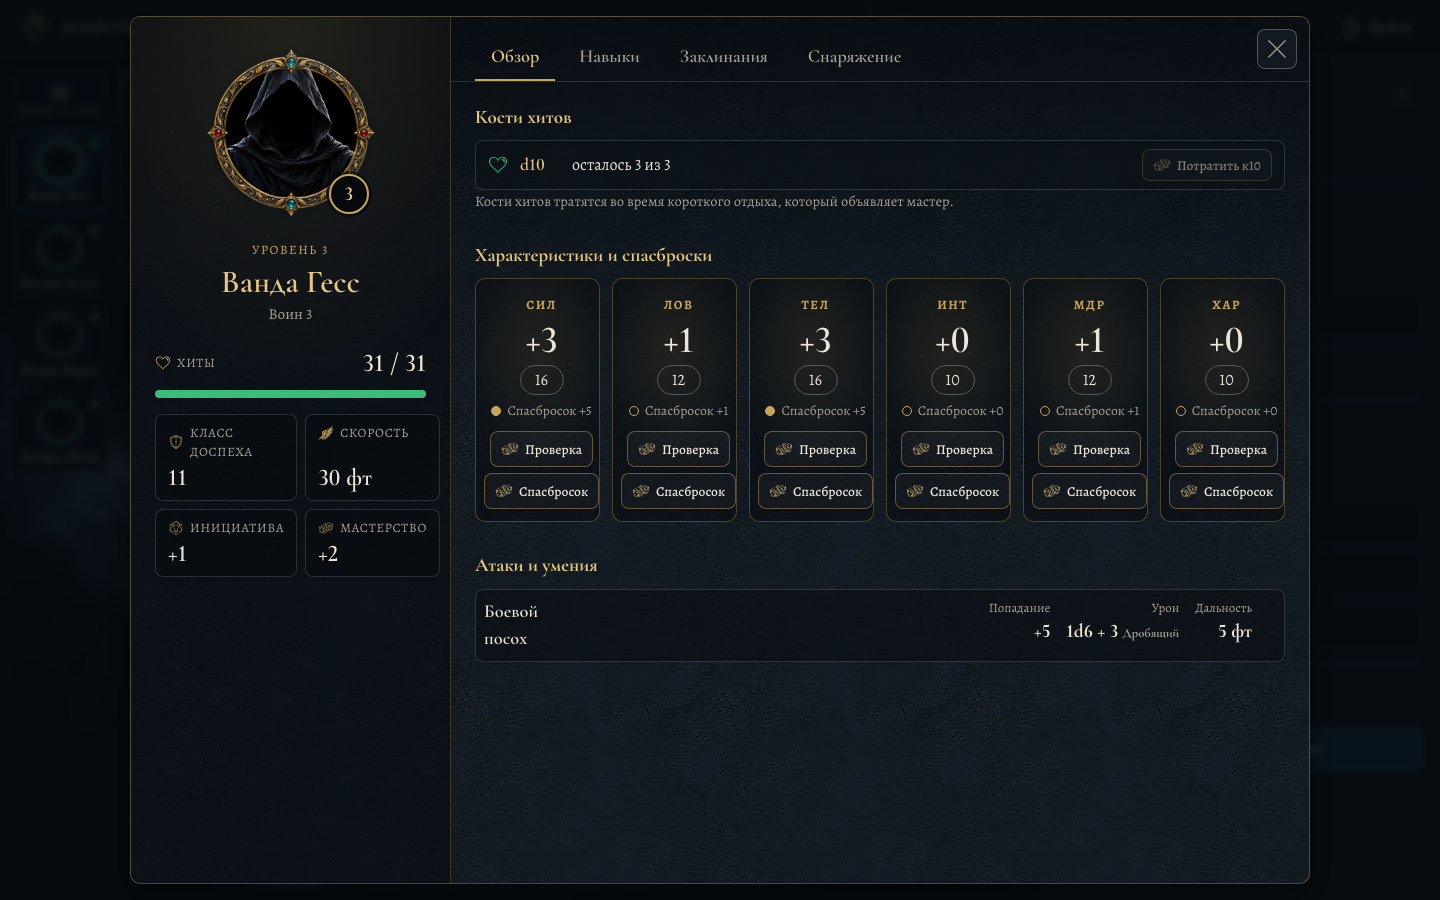 3
УРОВЕНЬ 3
Ванда Гесс
Воин 3
ХИТЫ 31 / 31
КЛАСС ДОСПЕХА
11
СКОРОСТЬ
30 фт
ИНИЦИАТИВА
+1
МАСТЕРСТВО
+2
Обзор Навыки Заклинания Снаряжение
Кости хитов
d10 осталось 3 из 3 Потратить к10
Кости хитов тратятся во время короткого отдыха, который объявляет мастер.
Характеристики и спасброски
СИЛ ЛОВ ТЕЛ ИНТ МДР ХАР
+3 +1 +3 +0 +1 +0
16 12 16 10 12 10
Спасбросок +5 Спасбросок +1 Спасбросок +5 Спасбросок +0 Спасбросок +1 Спасбросок +0
Проверка Проверка Проверка Проверка Проверка Проверка
Спасбросок Спасбросок Спасбросок Спасбросок Спасбросок Спасбросок
Атаки и умения
Боевой
посох
Попадание Урон Дальность
+5 1d6 + 3 Дробящий 5 фт